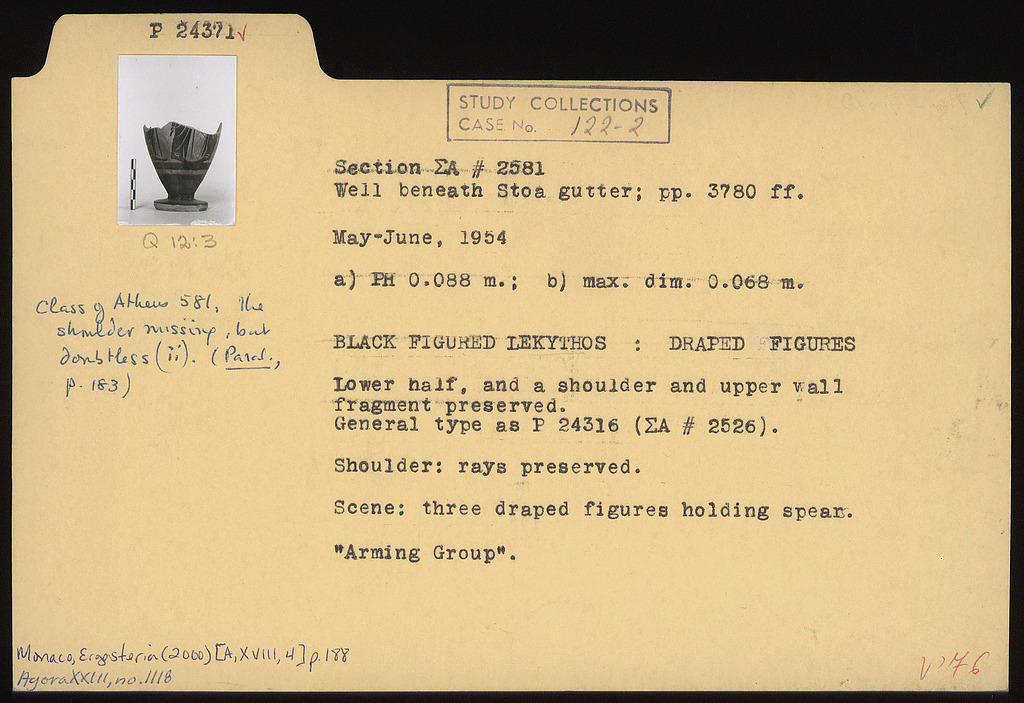 P 24371✓
STUDY COLLECTIONS
CASE No. 122-2
Section ΣA # 2581
Well beneath Stoa gutter; pp. 3780 ff.
Q 12:3
May-June, 1954
a) PH 0.088 m.; b) max. dim. 0.068 m.
Class of Athens 581, the
shoulder missing, but
doubtless (ii). (Paral.,
p. 183)
BLACK FIGURED LEKYTHOS : DRAPED FIGURES
Lower half, and a shoulder and upper wall
fragment preserved.
General type as P 24316 (ΣA # 2526).
Shoulder: rays preserved.
Scene: three draped figures holding spear.
"Arming Group".
Monaco, Ergasteria (2000) [A, XVIII, 4] p. 188
Agora XXIII, no. 1118
V'76